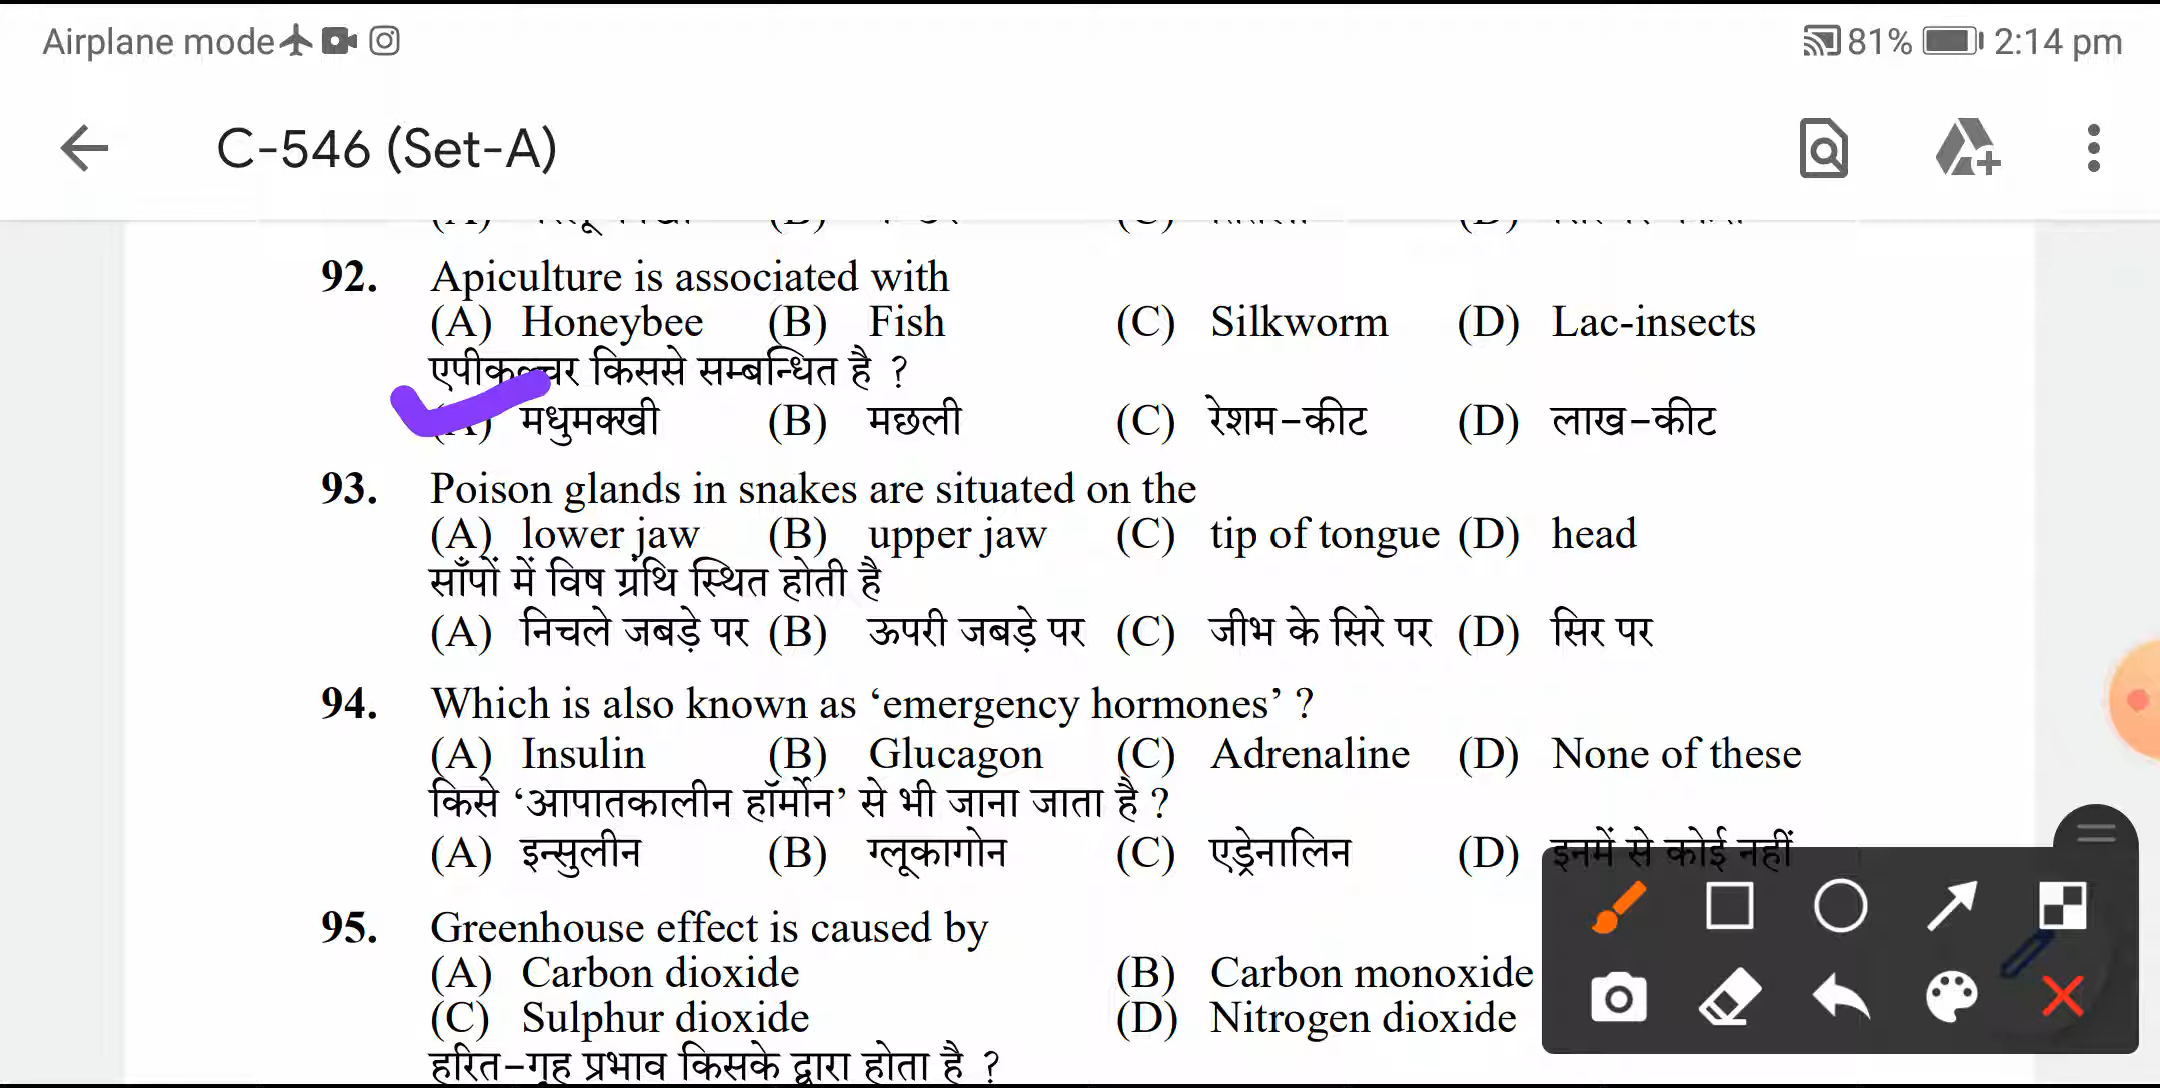 Airplane mode 81% 2:14 pm
C-546 (Set-A)
92. Apiculture is associated with
(A) Honeybee (B) Fish (C) Silkworm (D) Lac-insects
एपीकल्चर किससे सम्बन्धित है ?
(A) मधुमक्खी (B) मछली (C) रेशम-कीट (D) लाख-कीट
93. Poison glands in snakes are situated on the
(A) lower jaw (B) upper jaw (C) tip of tongue (D) head
साँपों में विष ग्रंथि स्थित होती है
(A) निचले जबड़े पर (B) ऊपरी जबड़े पर (C) जीभ के सिरे पर (D) सिर पर
94. Which is also known as ‘emergency hormones’ ?
(A) Insulin (B) Glucagon (C) Adrenaline (D) None of these
किसे ‘आपातकालीन हॉर्मोन’ से भी जाना जाता है ?
(A) इन्सुलीन (B) ग्लूकागोन (C) एड्रेनालिन (D) इनमें से कोई नहीं
95. Greenhouse effect is caused by
(A) Carbon dioxide (B) Carbon monoxide
(C) Sulphur dioxide (D) Nitrogen dioxide
हरित-गृह प्रभाव किसके द्वारा होता है ?